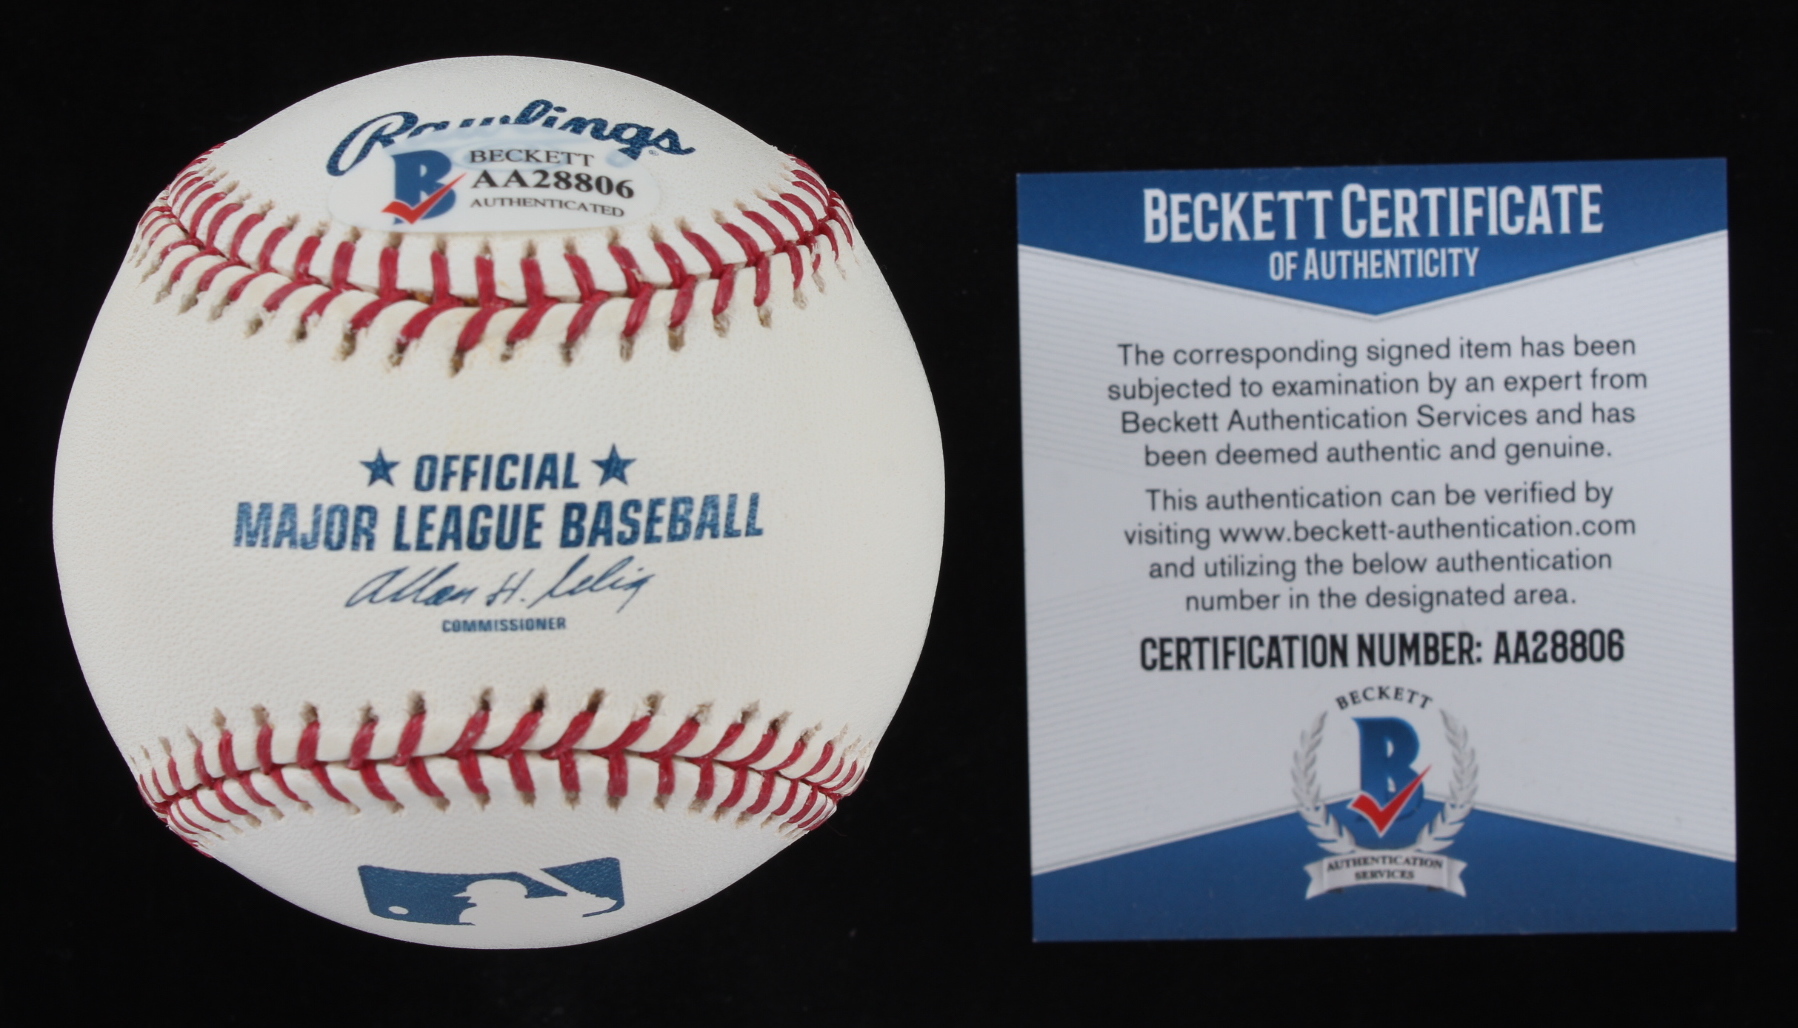 Rawlings
BECKETT
AA28806
AUTHENTICATED
OFFICIAL
MAJOR LEAGUE BASEBALL
Allan H. Selig
COMMISSIONER
BECKETT CERTIFICATE
OF AUTHENTICITY
The corresponding signed item has been
subjected to examination by an expert from
Beckett Authentication Services and has
been deemed authentic and genuine.
This authentication can be verified by
visiting www.beckett-authentication.com
and utilizing the below authentication
number in the designated area.
CERTIFICATION NUMBER: AA28806
BECKETT
B
AUTHENTICATION
SERVICES